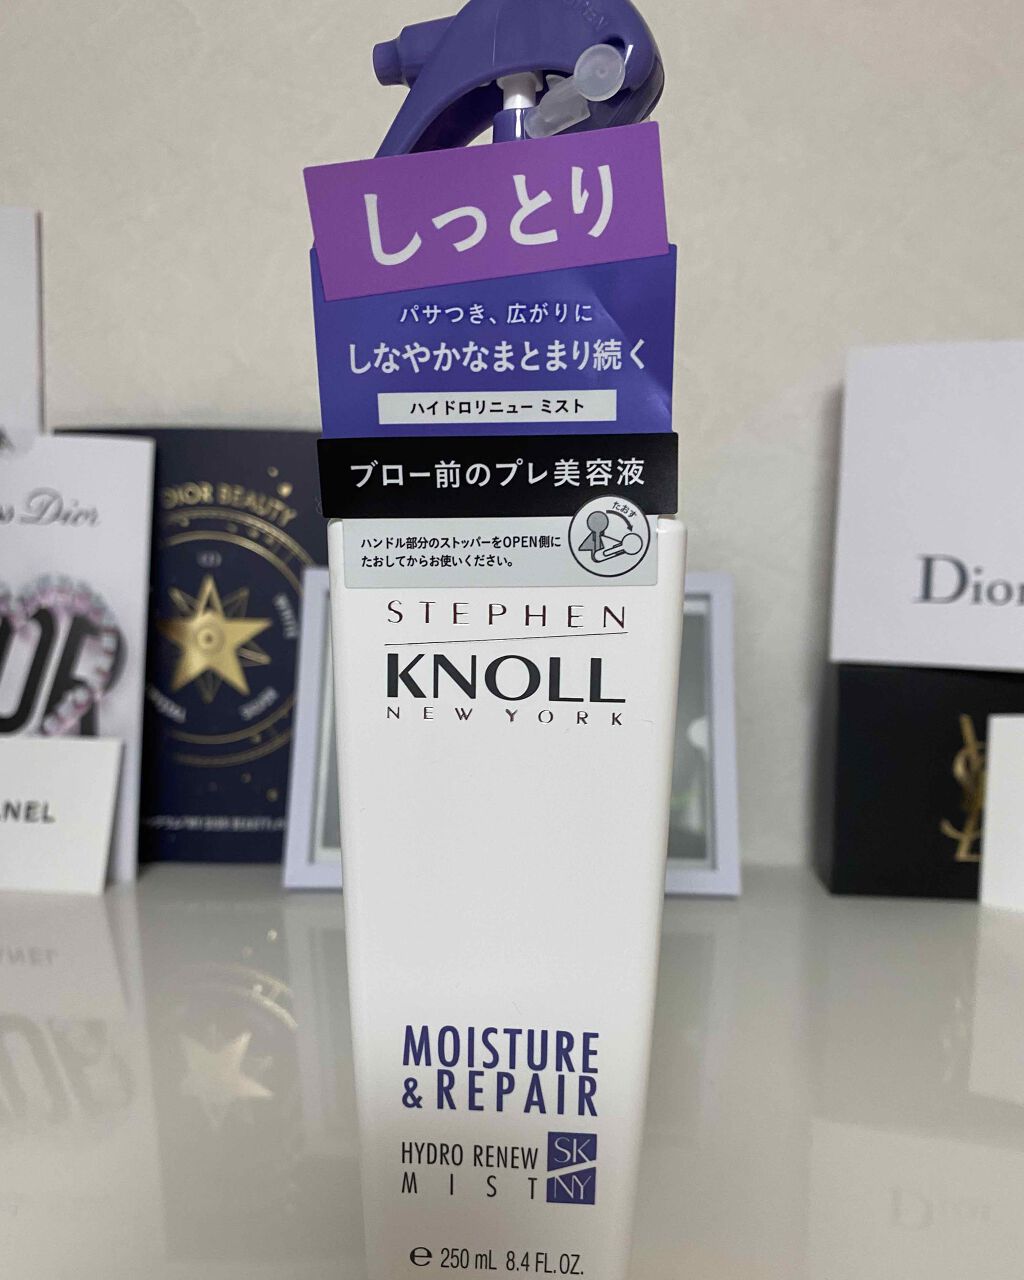 しっとり
パサつき、広がりに
しなやかなまとまり続く
ハイドロリニュー ミスト
ブロー前のプレ美容液
たおす
ハンドル部分のストッパーをOPEN側に
たおしてからお使いください。
STEPHEN
KNOLL
NEW YORK
MOISTURE
& REPAIR
HYDRO RENEW
MIST
SK
NY
℮ 250 mL 8.4 FL.OZ.
Dior
DIOR BEAUTY
ANEL
Dior
YSL